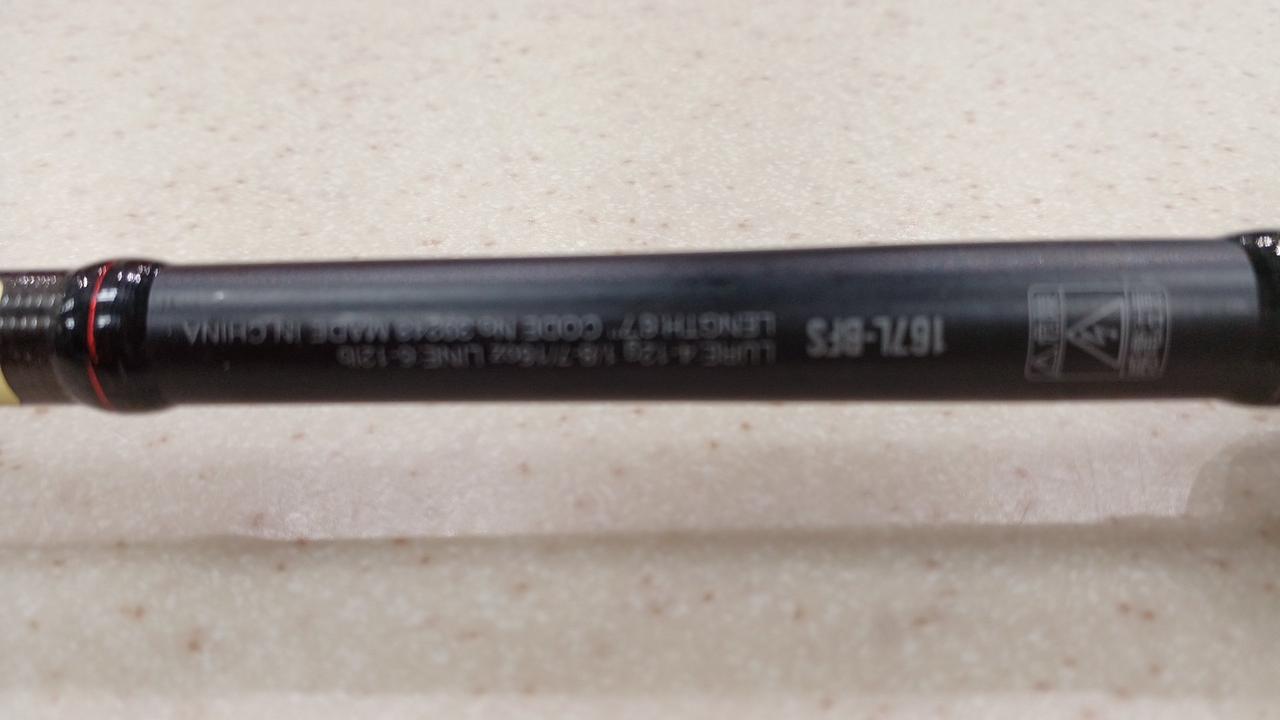 167L-BFS
LURE 4-12g 1/8-7/16oz LINE 6-12lb
LENGTH 6'7" CODE No. MADE IN CHINA